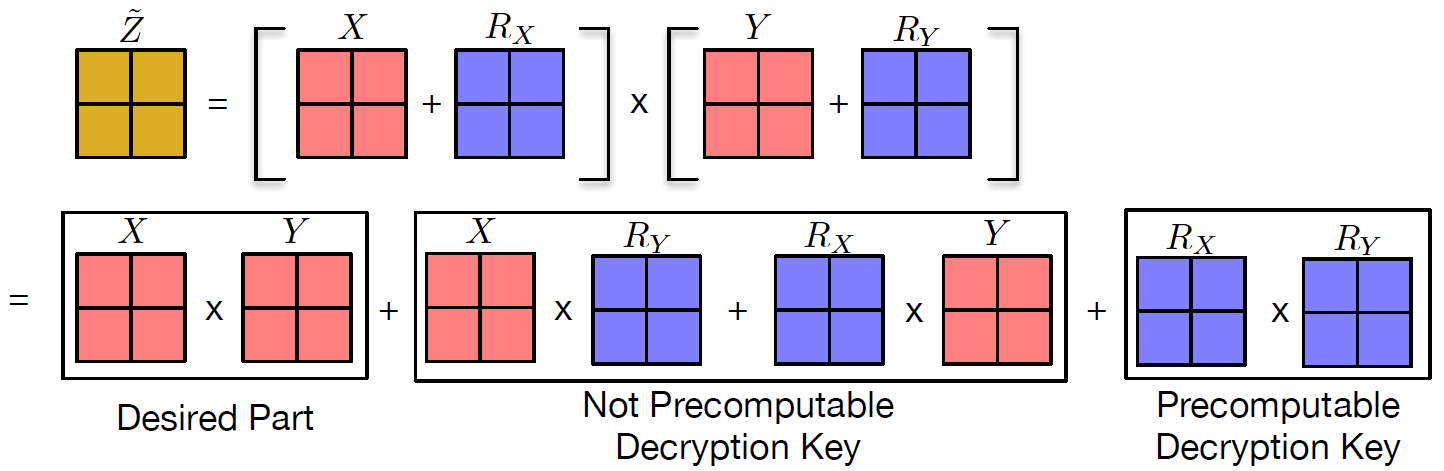 Z̃ = [ X + R_X ] x [ Y + R_Y ]
= X x Y + X x R_Y + R_X x Y + R_X x R_Y
Desired Part
Not Precomputable
Decryption Key
Precomputable
Decryption Key